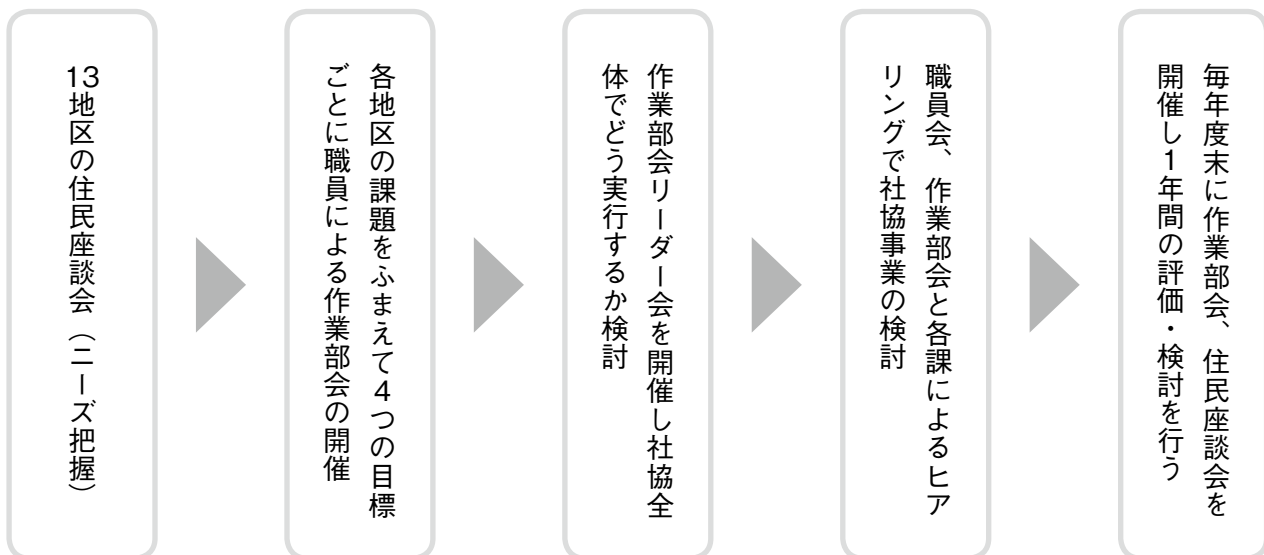 13地区の住民座談会（ニーズ把握）
各地区の課題をふまえて４つの目標
ごとに職員による作業部会の開催
作業部会リーダー会を開催し社協全
体でどう実行するか検討
職員会、作業部会と各課によるヒア
リングで社協事業の検討
毎年度末に作業部会、住民座談会を
開催し１年間の評価・検討を行う